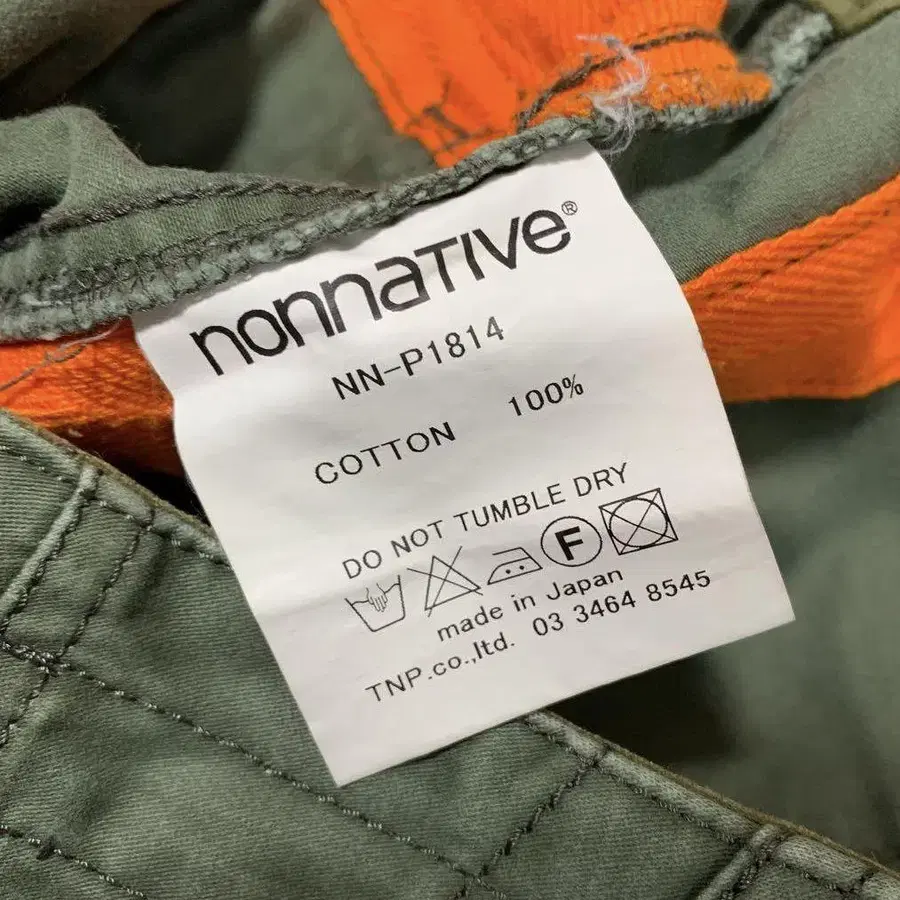 nonnative®
NN-P1814
COTTON 100%
DO NOT TUMBLE DRY
F
made in Japan
TNP.co.,ltd. 03 3464 8545